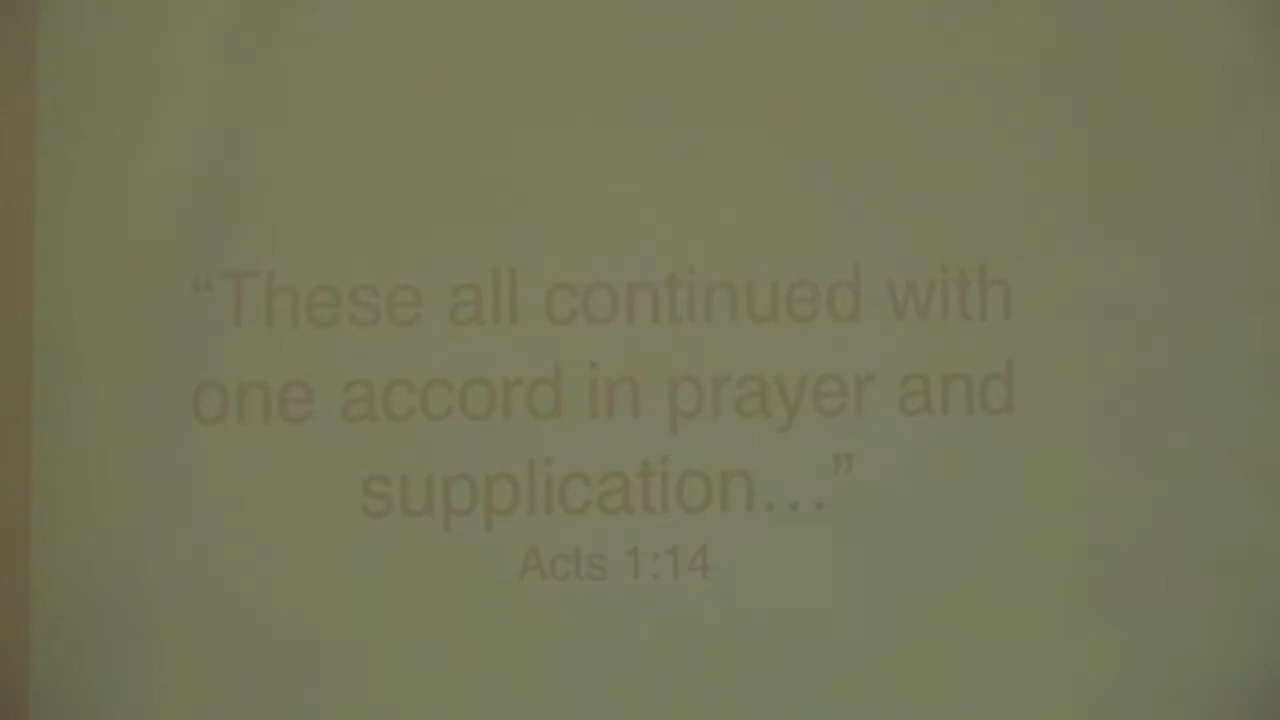 “These all continued with
one accord in prayer and
supplication...”
Acts 1:14